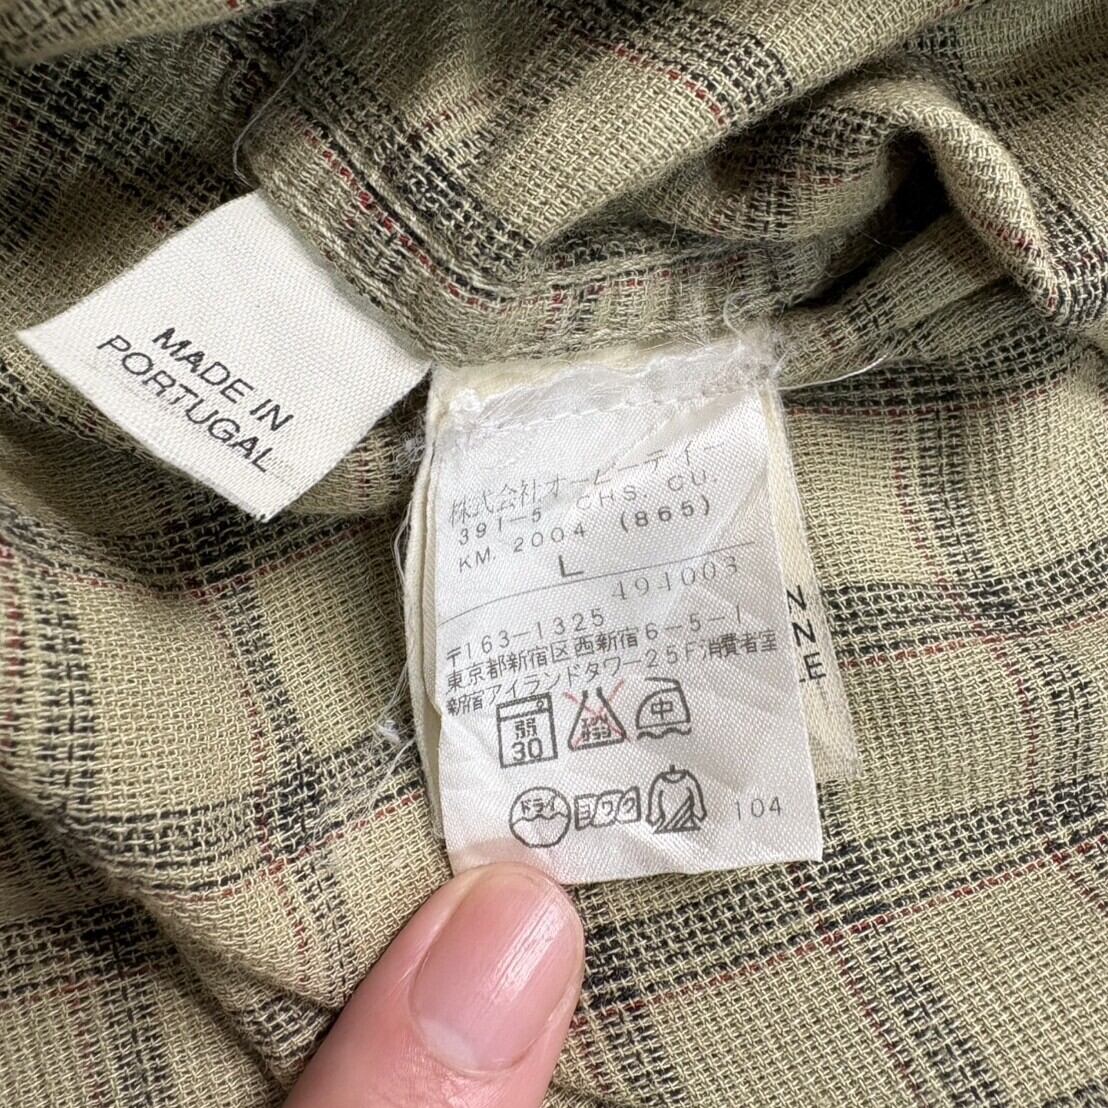 MADE IN
PORTUGAL
株式会社オービーティー
391-5 CHS. CU.
KM. 2004 (865)
L
494003
〒163-1325
東京都新宿区西新宿6-5-1
新宿アイランドタワー25F消費者室
弱
30
中
ドライ
104
N
N
LE